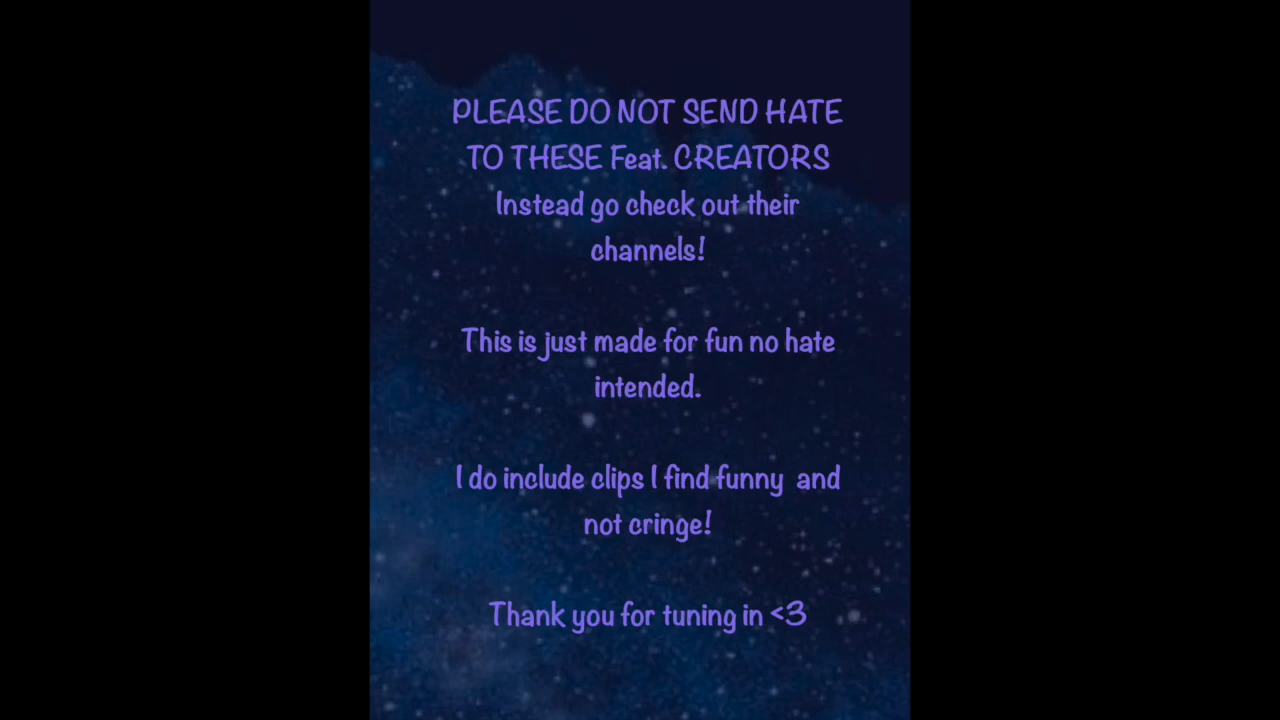 PLEASE DO NOT SEND HATE
TO THESE Feat. CREATORS
Instead go check out their
channels!
This is just made for fun no hate
intended.
I do include clips I find funny  and
not cringe!
Thank you for tuning in <3